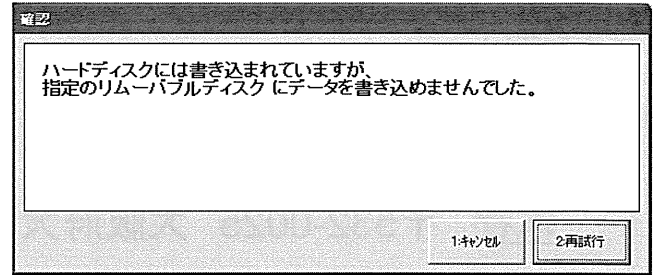 確認
ハードディスクには書き込まれていますが、
指定のリムーバブルディスク にデータを書き込めませんでした。
1:キャンセル
2:再試行